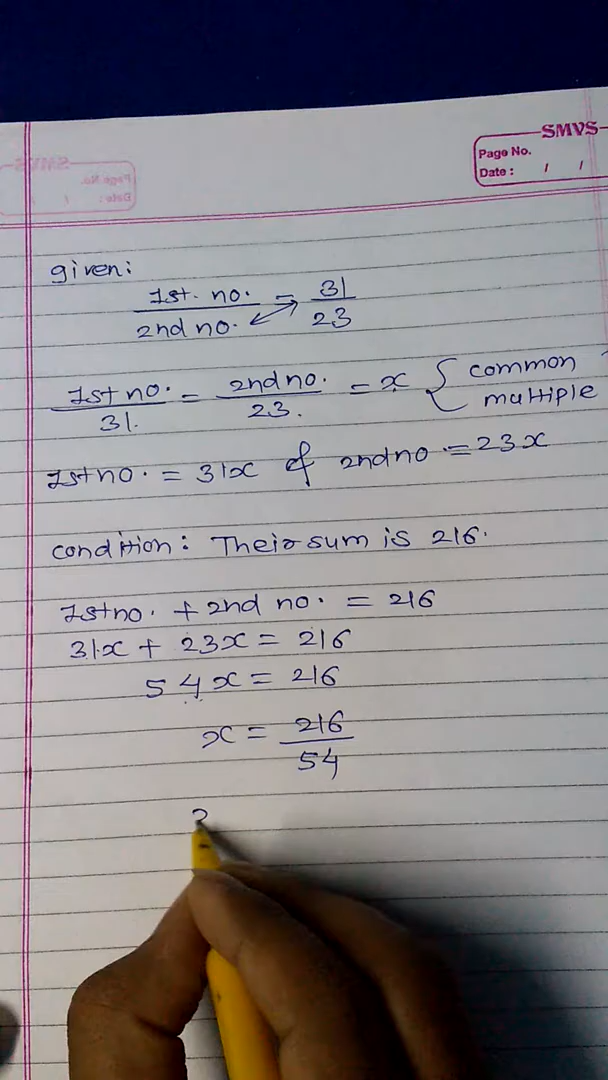 SMVS
Page No.
Date : / /
given:
1st. no. / 2nd no. = 31 / 23
1st no. / 31. = 2nd no. / 23. = x { common multiple
1st no. = 31x & 2nd no = 23x
condition: Their sum is 216.
1st no. + 2nd no. = 216
31x + 23x = 216
54x = 216
x = 216 / 54